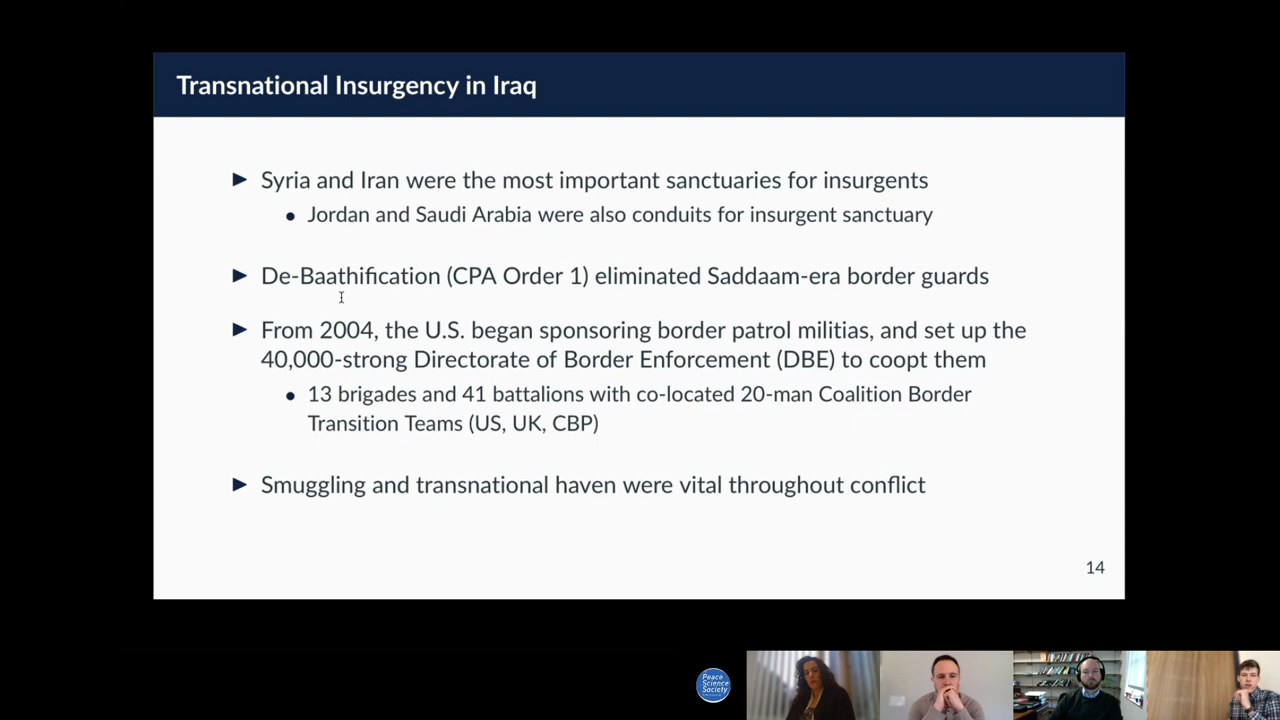 Transnational Insurgency in Iraq
► Syria and Iran were the most important sanctuaries for insurgents
• Jordan and Saudi Arabia were also conduits for insurgent sanctuary
► De-Baathification (CPA Order 1) eliminated Saddaam-era border guards
► From 2004, the U.S. began sponsoring border patrol militias, and set up the
40,000-strong Directorate of Border Enforcement (DBE) to coopt them
• 13 brigades and 41 battalions with co-located 20-man Coalition Border
Transition Teams (US, UK, CBP)
► Smuggling and transnational haven were vital throughout conflict
14
Peace
Science
Society